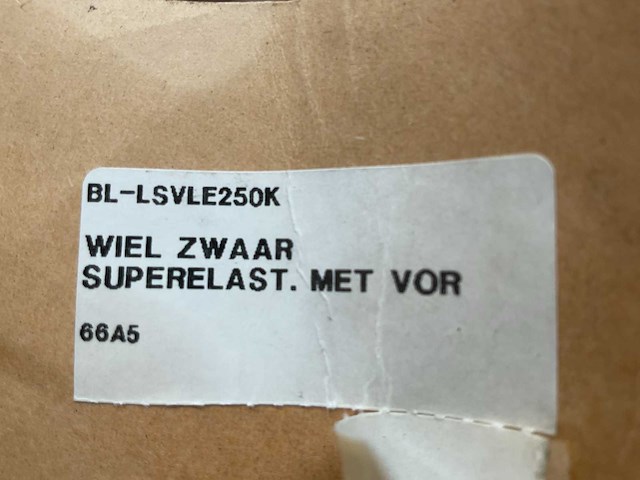 BL-LSVLE250K
WIEL ZWAAR
SUPERELAST. MET VOR
66A5